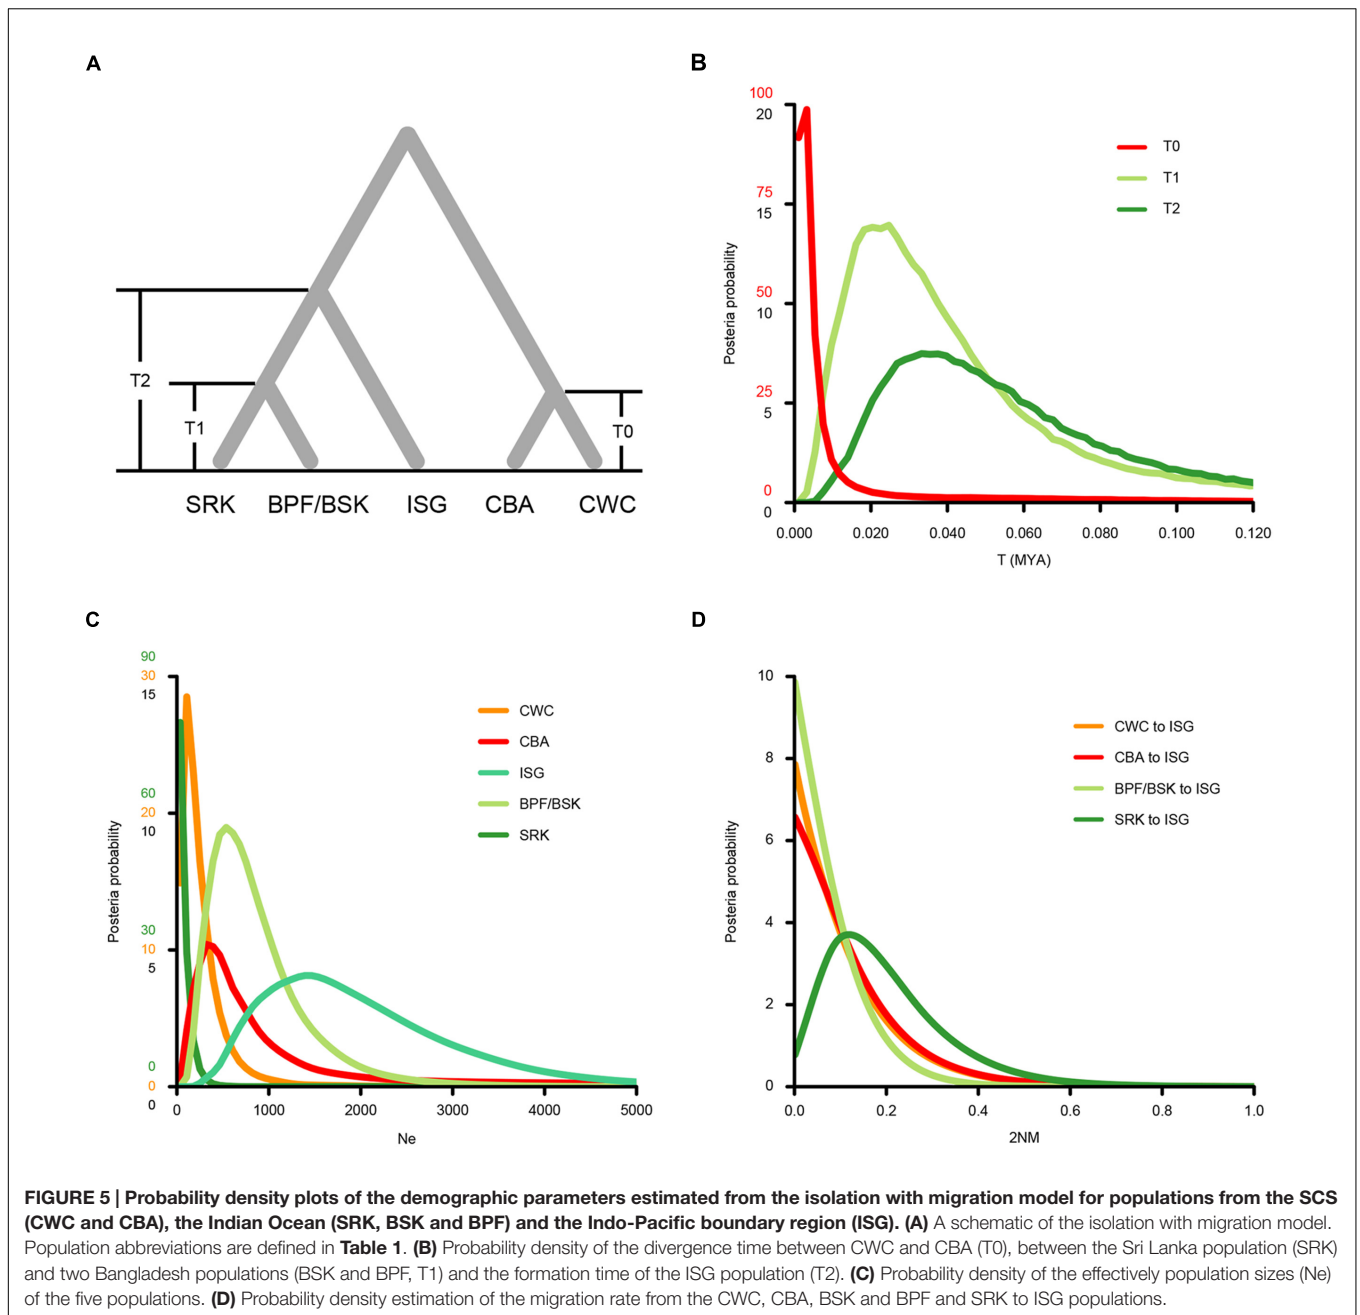 A
T2
T1
T0
SRK BPF/BSK ISG CBA CWC
B
100
20
75
15
50
10
25
5
0
0
Posteria probability
T0
T1
T2
0.000 0.020 0.040 0.060 0.080 0.100 0.120
T (MYA)
C
90
30
15
60
20
10
30
10
5
0
0
0
Posteria probability
CWC
CBA
ISG
BPF/BSK
SRK
0 1000 2000 3000 4000 5000
Ne
D
10
8
6
4
2
0
Posteria probability
CWC to ISG
CBA to ISG
BPF/BSK to ISG
SRK to ISG
0.0 0.2 0.4 0.6 0.8 1.0
2NM
FIGURE 5 | Probability density plots of the demographic parameters estimated from the isolation with migration model for populations from the SCS
(CWC and CBA), the Indian Ocean (SRK, BSK and BPF) and the Indo-Pacific boundary region (ISG). (A) A schematic of the isolation with migration model.
Population abbreviations are defined in Table 1. (B) Probability density of the divergence time between CWC and CBA (T0), between the Sri Lanka population (SRK)
and two Bangladesh populations (BSK and BPF, T1) and the formation time of the ISG population (T2). (C) Probability density of the effectively population sizes (Ne)
of the five populations. (D) Probability density estimation of the migration rate from the CWC, CBA, BSK and BPF and SRK to ISG populations.